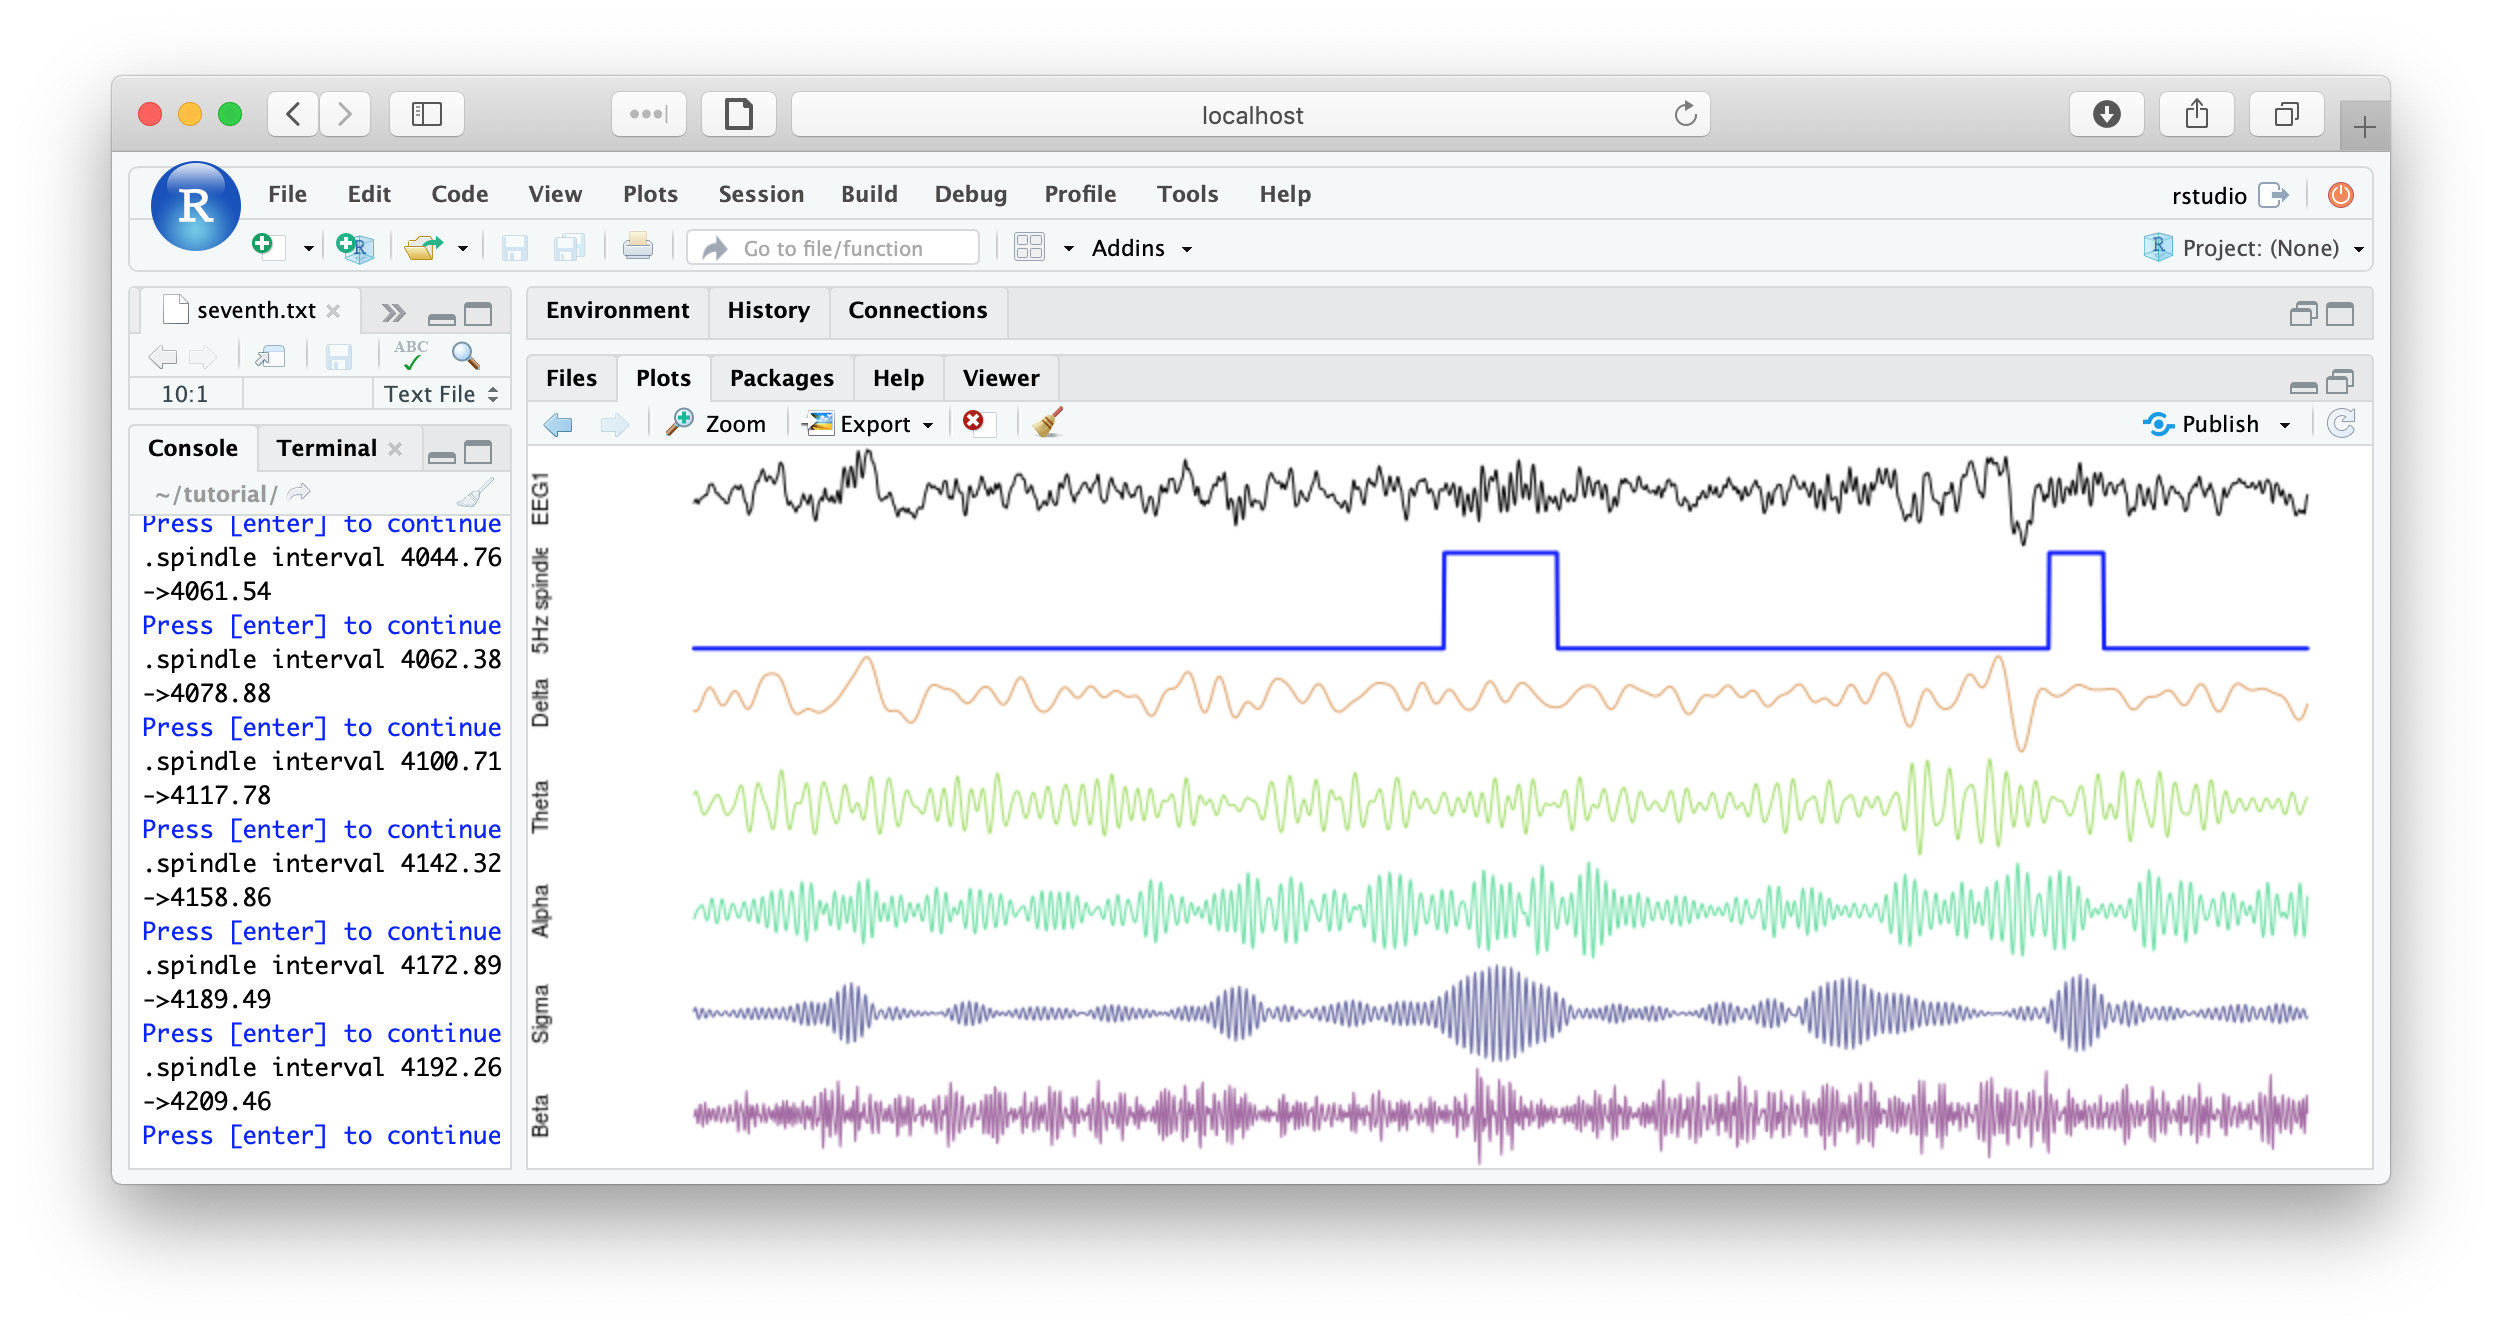 localhost
R
File Edit Code View Plots Session Build Debug Profile Tools Help
rstudio
R Go to file/function Addins
R Project: (None)
seventh.txt
ABC
10:1 Text File
Console Terminal
~/tutorial/
Press [enter] to continue
.spindle interval 4044.76
->4061.54
Press [enter] to continue
.spindle interval 4062.38
->4078.88
Press [enter] to continue
.spindle interval 4100.71
->4117.78
Press [enter] to continue
.spindle interval 4142.32
->4158.86
Press [enter] to continue
.spindle interval 4172.89
->4189.49
Press [enter] to continue
.spindle interval 4192.26
->4209.46
Press [enter] to continue
Environment History Connections
Files Plots Packages Help Viewer
Zoom Export Publish
EEG1
5Hz spindle
Delta
Theta
Alpha
Sigma
Beta